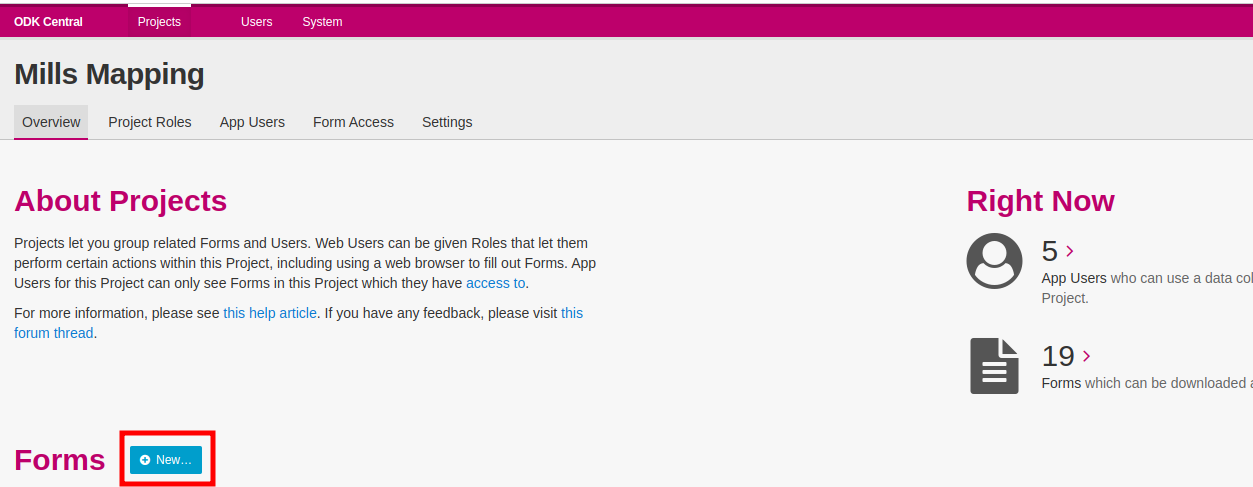 ODK Central Projects Users System
Mills Mapping
Overview Project Roles App Users Form Access Settings
About Projects
Projects let you group related Forms and Users. Web Users can be given Roles that let them
perform certain actions within this Project, including using a web browser to fill out Forms. App
Users for this Project can only see Forms in this Project which they have access to.
For more information, please see this help article. If you have any feedback, please visit this
forum thread.
Right Now
5
App Users who can use a data col
Project.
19
Forms which can be downloaded a
Forms New...